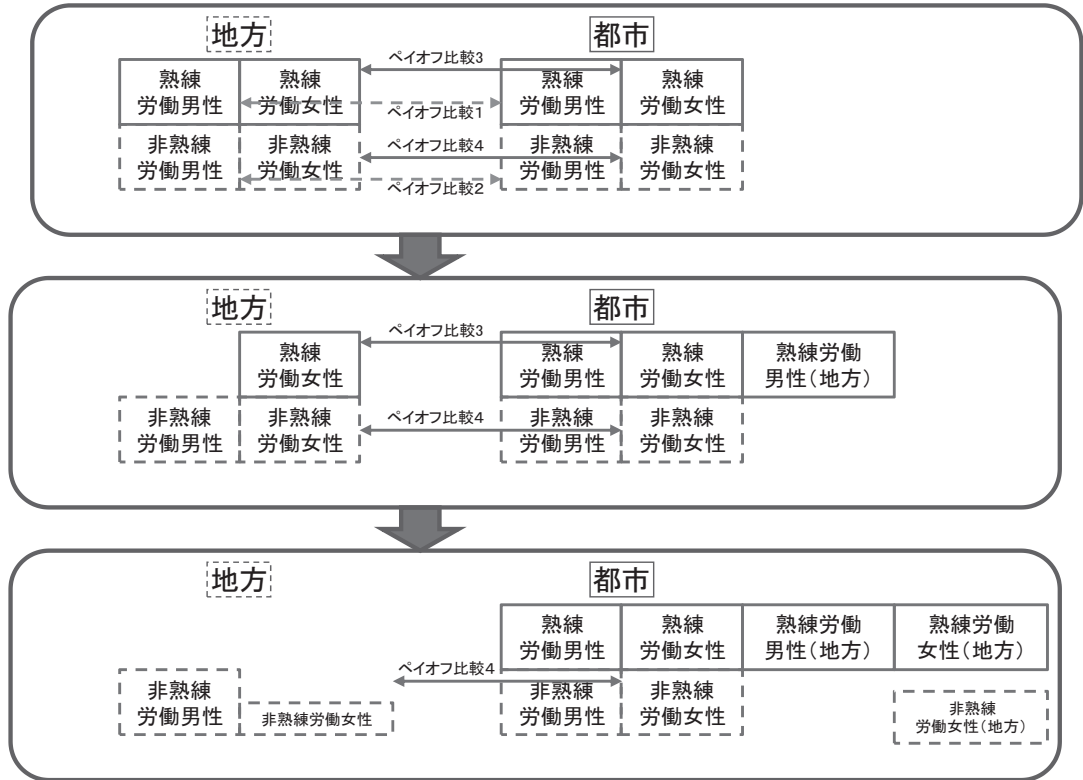 地方
都市
ペイオフ比較3
熟練
労働男性
熟練
労働女性
熟練
労働男性
熟練
労働女性
ペイオフ比較1
非熟練
労働男性
非熟練
労働女性
ペイオフ比較4
非熟練
労働男性
非熟練
労働女性
ペイオフ比較2
地方
都市
ペイオフ比較3
熟練
労働女性
熟練
労働男性
熟練
労働女性
熟練労働
男性(地方)
非熟練
労働男性
非熟練
労働女性
ペイオフ比較4
非熟練
労働男性
非熟練
労働女性
地方
都市
熟練
労働男性
熟練
労働女性
熟練労働
男性(地方)
熟練労働
女性(地方)
ペイオフ比較4
非熟練
労働男性
非熟練労働女性
非熟練
労働男性
非熟練
労働女性
非熟練
労働女性(地方)